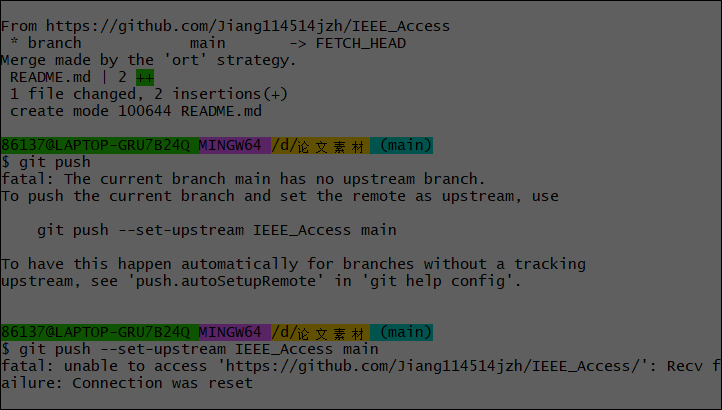 From https://github.com/Jiang114514jzh/IEEE_Access
 * branch            main       -> FETCH_HEAD
Merge made by the 'ort' strategy.
 README.md | 2 ++
 1 file changed, 2 insertions(+)
 create mode 100644 README.md
86137@LAPTOP-GRU7B24Q MINGW64 /d/论文素材 (main)
$ git push
fatal: The current branch main has no upstream branch.
To push the current branch and set the remote as upstream, use
    git push --set-upstream IEEE_Access main
To have this happen automatically for branches without a tracking
upstream, see 'push.autoSetupRemote' in 'git help config'.
86137@LAPTOP-GRU7B24Q MINGW64 /d/论文素材 (main)
$ git push --set-upstream IEEE_Access main
fatal: unable to access 'https://github.com/Jiang114514jzh/IEEE_Access/': Recv f
ailure: Connection was reset